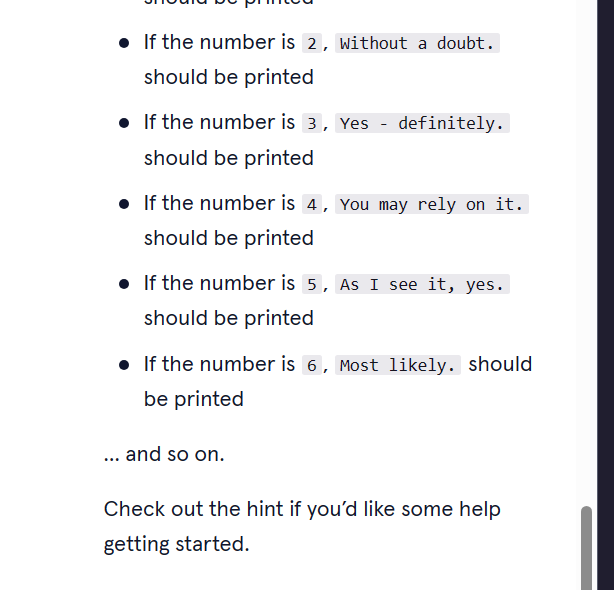 should be printed
If the number is 2, Without a doubt.
should be printed
If the number is 3, Yes - definitely.
should be printed
If the number is 4, You may rely on it.
should be printed
If the number is 5, As I see it, yes.
should be printed
If the number is 6, Most likely. should
be printed
... and so on.
Check out the hint if you’d like some help
getting started.